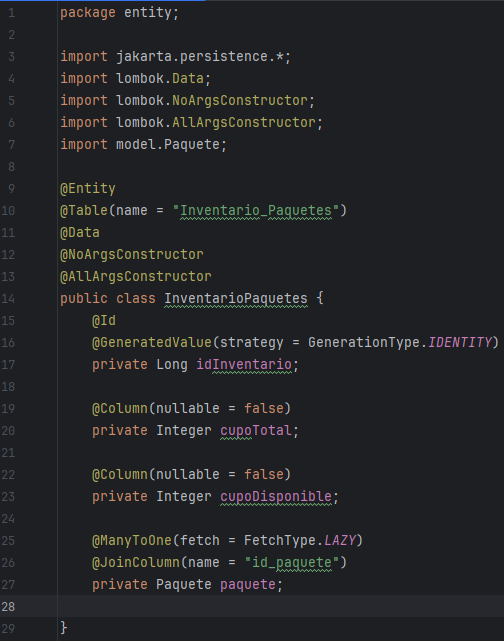 1 package entity;
2
3 import jakarta.persistence.*;
4 import lombok.Data;
5 import lombok.NoArgsConstructor;
6 import lombok.AllArgsConstructor;
7 import model.Paquete;
8
9 @Entity
10 @Table(name = "Inventario_Paquetes")
11 @Data
12 @NoArgsConstructor
13 @AllArgsConstructor
14 public class InventarioPaquetes {
15     @Id
16     @GeneratedValue(strategy = GenerationType.IDENTITY)
17     private Long idInventario;
18
19     @Column(nullable = false)
20     private Integer cupoTotal;
21
22     @Column(nullable = false)
23     private Integer cupoDisponible;
24
25     @ManyToOne(fetch = FetchType.LAZY)
26     @JoinColumn(name = "id_paquete")
27     private Paquete paquete;
28
29 }